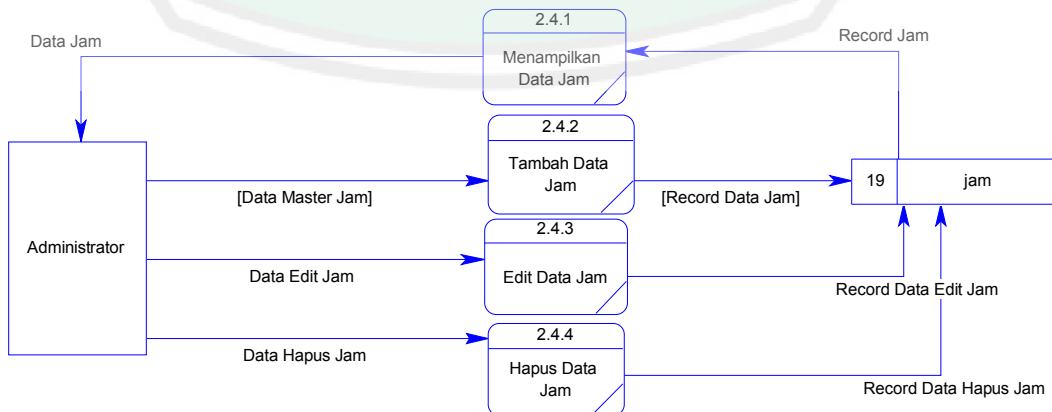 2.4.1
Data Jam
Record Jam
Menampilkan
Data Jam
2.4.2
Tambah Data
Jam
19
jam
[Data Master Jam]
[Record Data Jam]
2.4.3
Administrator
Data Edit Jam
Edit Data Jam
Record Data Edit Jam
2.4.4
Data Hapus Jam
Hapus Data
Jam
Record Data Hapus Jam